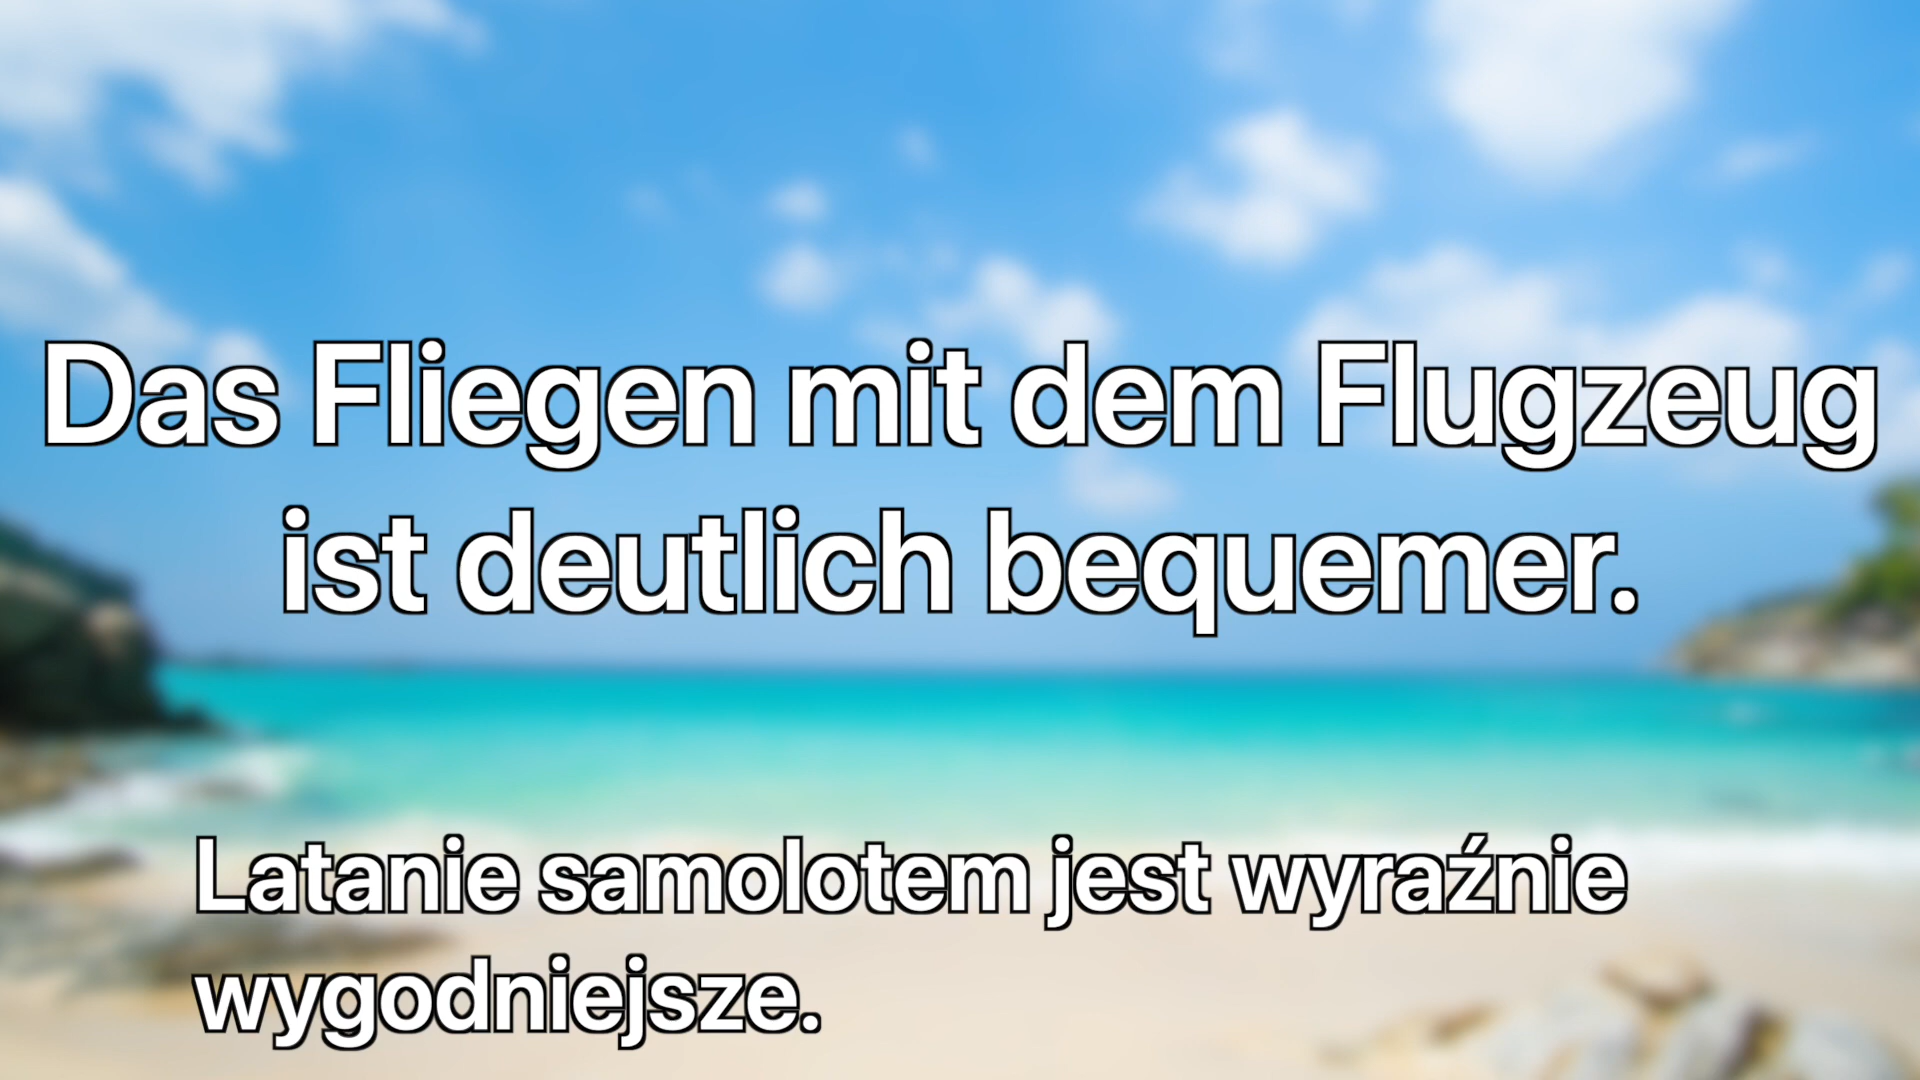 Das Fliegen mit dem Flugzeug
ist deutlich bequemer.
Latanie samolotem jest wyraźnie
wygodniejsze.